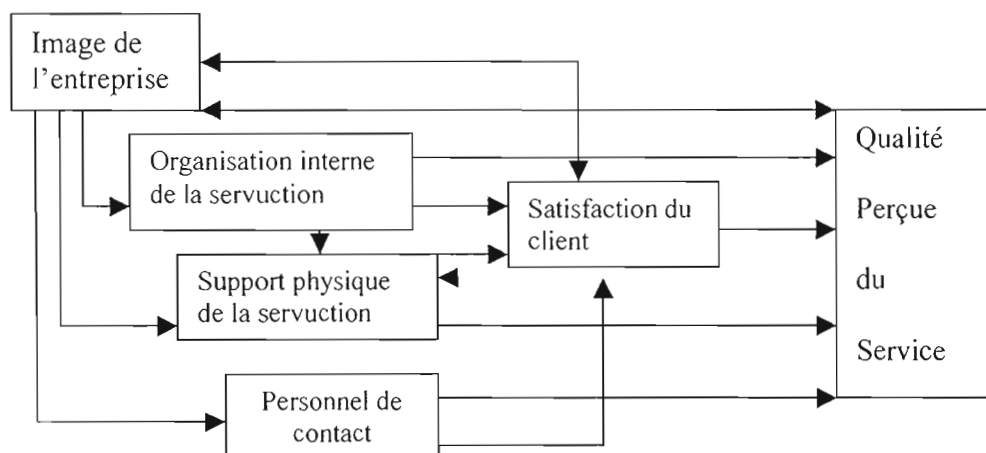 Image de
l'entreprise
Organisation interne
de la servuction
Support physique
de la servuction
Personnel de
contact
Satisfaction du
client
Qualité
Perçue
du
Service